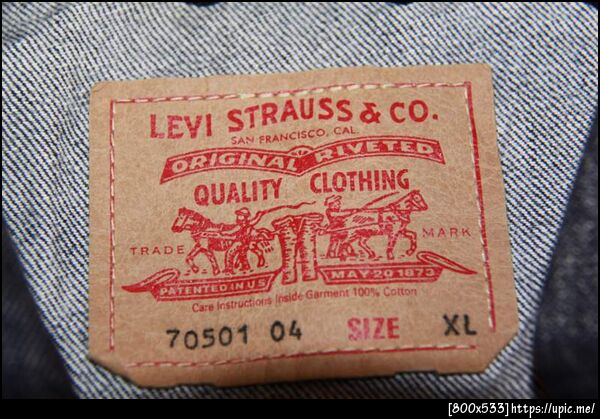 LEVI STRAUSS & CO.
SAN FRANCISCO, CAL.
ORIGINAL RIVETED
QUALITY CLOTHING
TRADE MARK
PATENTED IN U.S. MAY 20 1873
Care Instructions Inside Garment 100% Cotton
70501 04 SIZE XL
[800x533]https://upic.me/